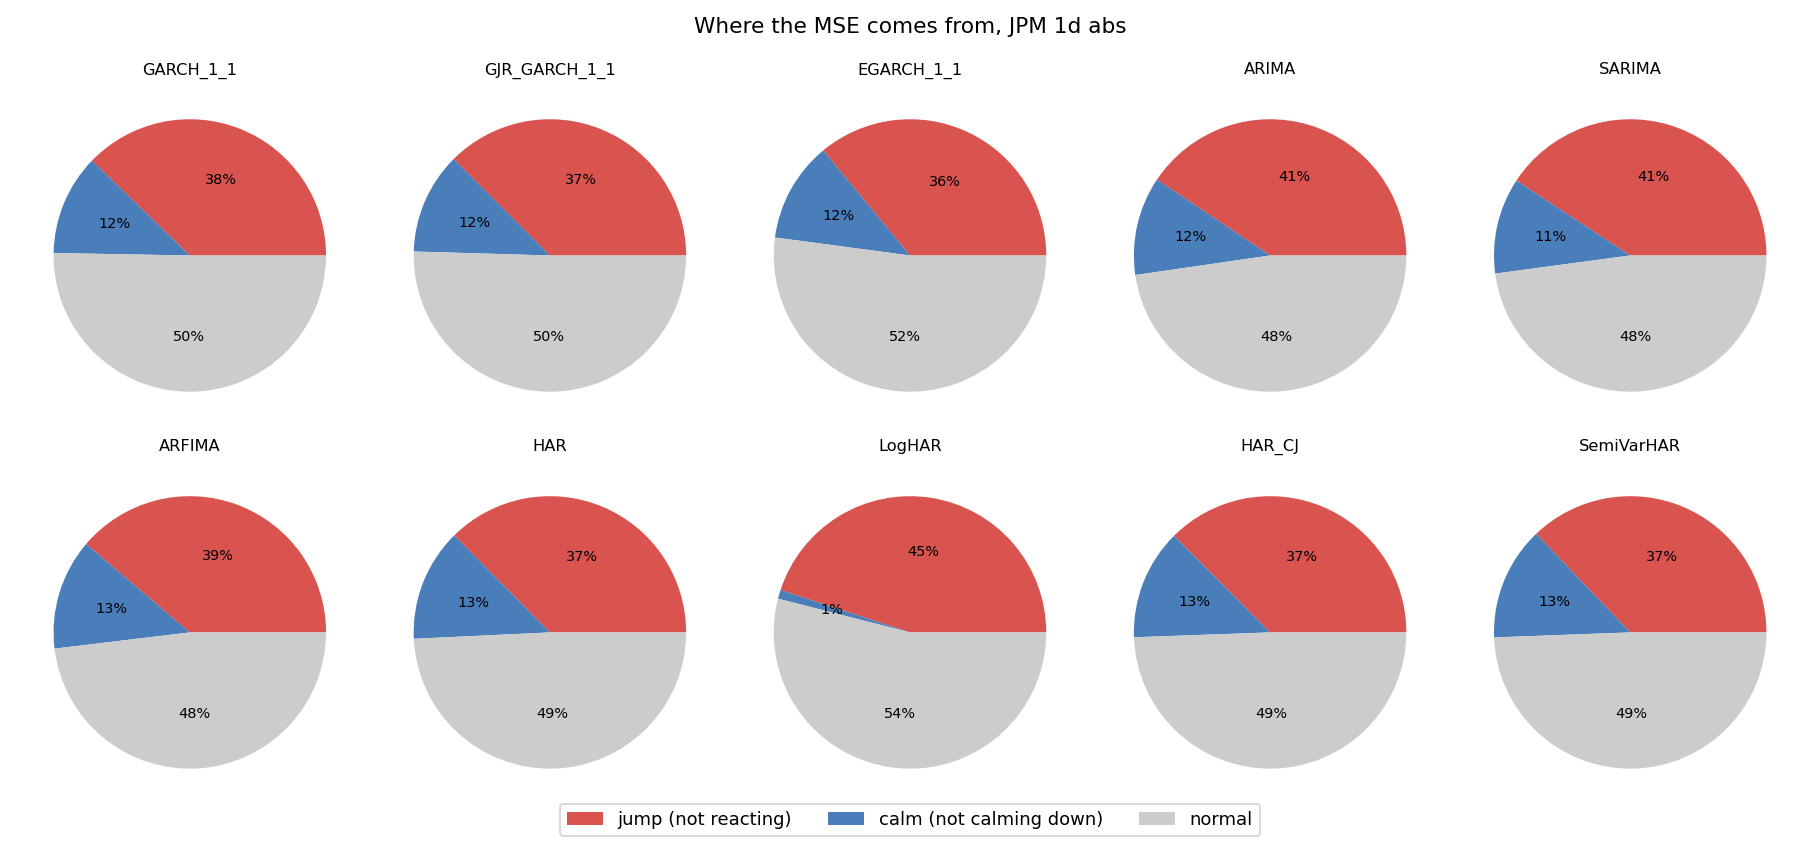 Where the MSE comes from, JPM 1d abs
GARCH_1_1
38%
12%
50%
GJR_GARCH_1_1
37%
12%
50%
EGARCH_1_1
36%
12%
52%
ARIMA
41%
12%
48%
SARIMA
41%
11%
48%
ARFIMA
39%
13%
48%
HAR
37%
13%
49%
LogHAR
45%
1%
54%
HAR_CJ
37%
13%
49%
SemiVarHAR
37%
13%
49%
jump (not reacting)
calm (not calming down)
normal